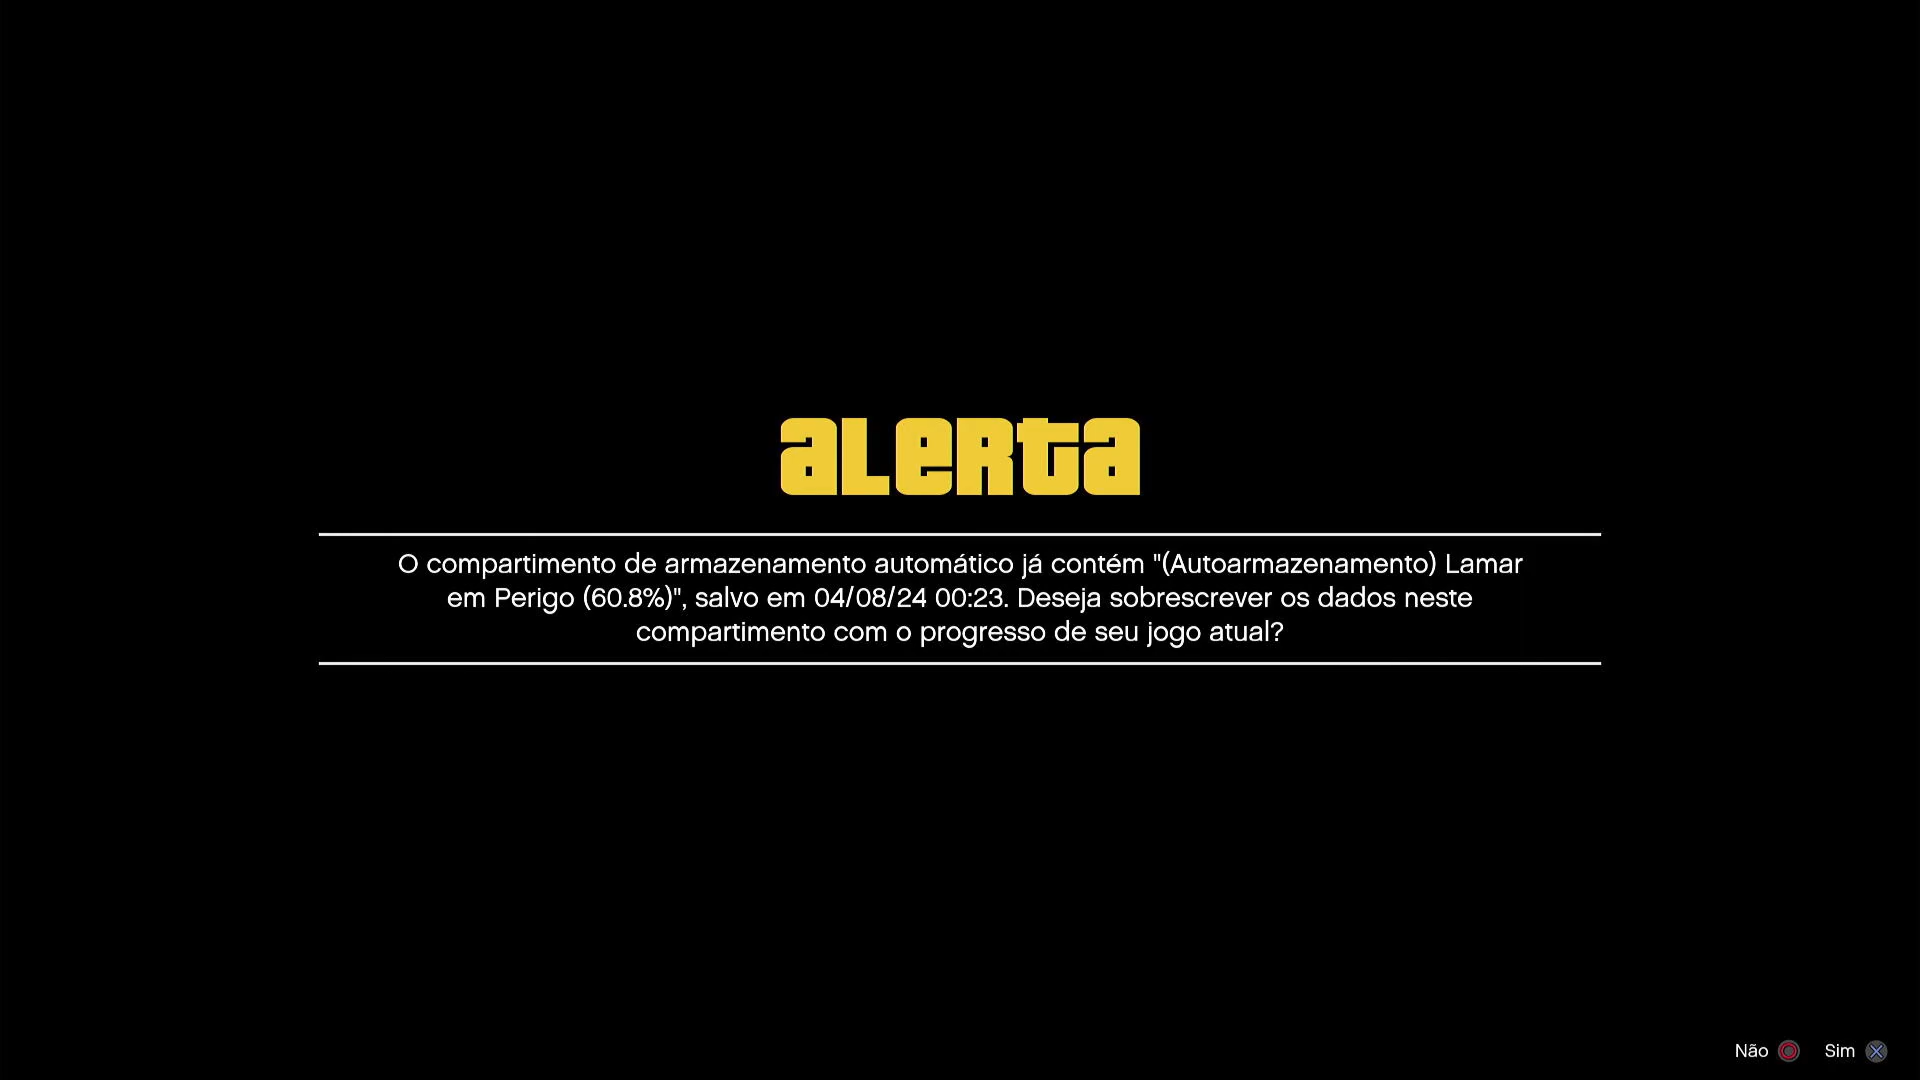 aLeRta
O compartimento de armazenamento automático já contém "(Autoarmazenamento) Lamar
em Perigo (60.8%)", salvo em 04/08/24 00:23. Deseja sobrescrever os dados neste
compartimento com o progresso de seu jogo atual?
Não Sim